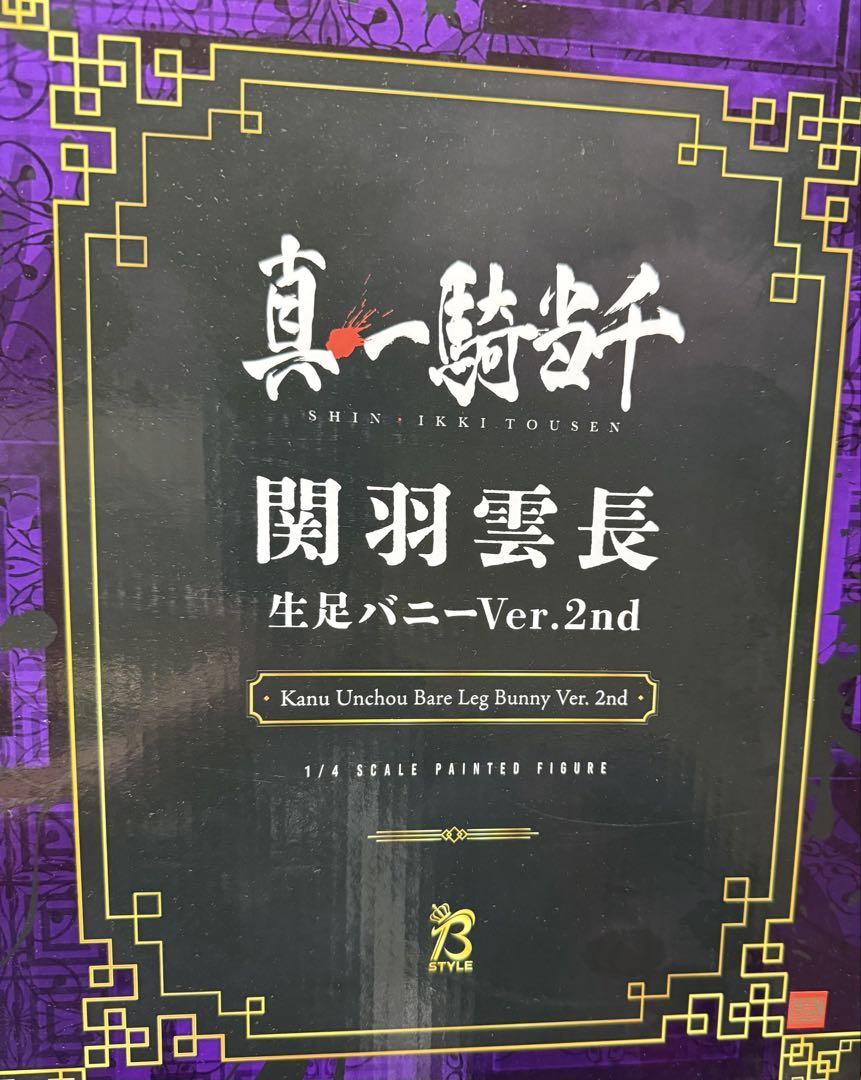 真・一騎当千
SHIN・IKKI TOUSEN
関羽雲長
生足バニーVer.2nd
Kanu Unchou Bare Leg Bunny Ver. 2nd
1/4 SCALE PAINTED FIGURE
B
STYLE